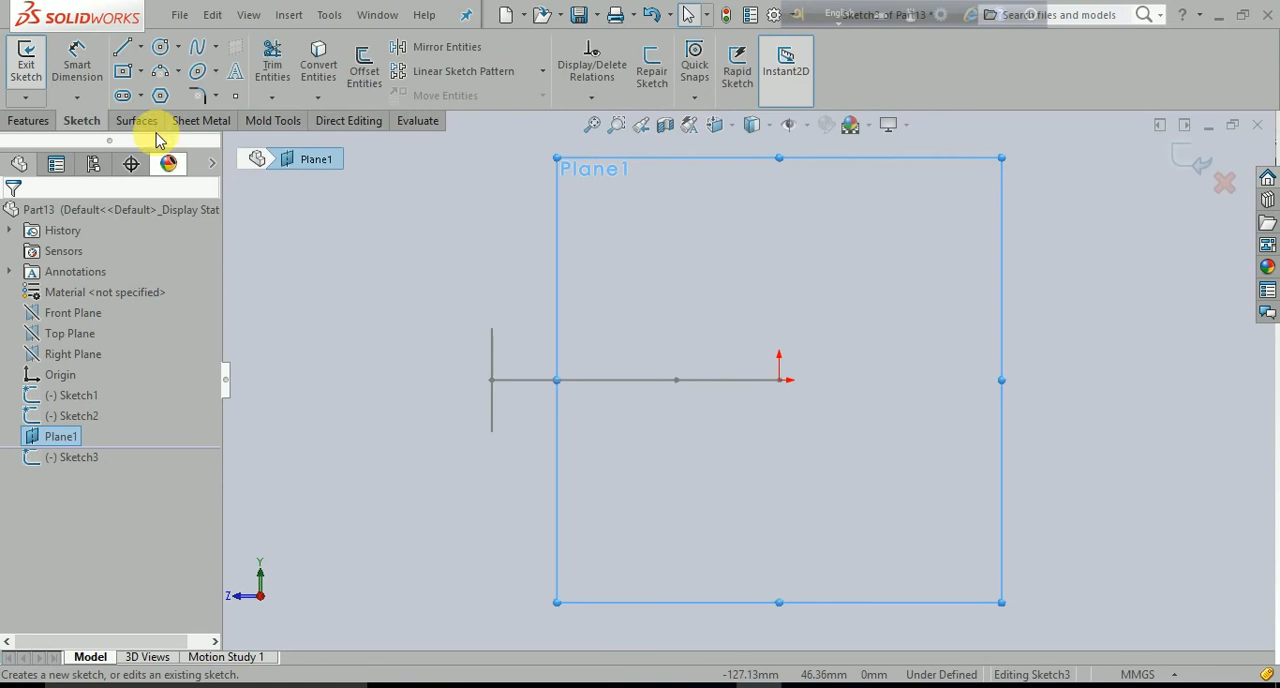 SOLIDWORKS
File Edit View Insert Tools Window Help
English
Search files and models
?
Exit Sketch
Smart Dimension
Trim Entities
Convert Entities
Offset Entities
Mirror Entities
Linear Sketch Pattern
Move Entities
Display/Delete Relations
Repair Sketch
Quick Snaps
Rapid Sketch
Instant2D
Features Sketch Surfaces Sheet Metal Mold Tools Direct Editing Evaluate
Plane1
Plane1
Part13 (Default<<Default>_Display Stat
History
Sensors
Annotations
Material <not specified>
Front Plane
Top Plane
Right Plane
Origin
(-) Sketch1
(-) Sketch2
Plane1
(-) Sketch3
Y
Z
Model 3D Views Motion Study 1
Creates a new sketch, or edits an existing sketch. -127.13mm 46.36mm 0mm Under Defined Editing Sketch3 MMGS